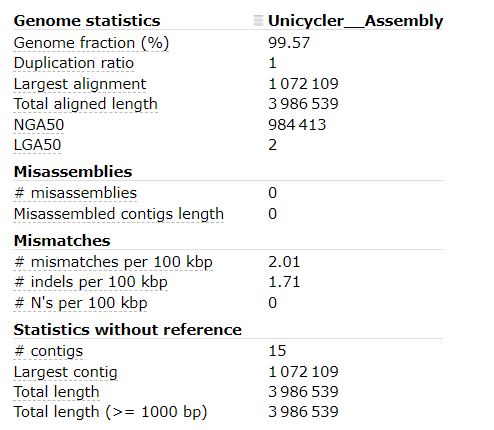 Genome statistics Unicycler__Assembly
Genome fraction (%) 99.57
Duplication ratio 1
Largest alignment 1 072 109
Total aligned length 3 986 539
NGA50 984 413
LGA50 2
Misassemblies
# misassemblies 0
Misassembled contigs length 0
Mismatches
# mismatches per 100 kbp 2.01
# indels per 100 kbp 1.71
# N's per 100 kbp 0
Statistics without reference
# contigs 15
Largest contig 1 072 109
Total length 3 986 539
Total length (>= 1000 bp) 3 986 539